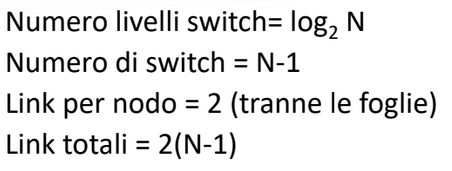 Numero livelli switch= log₂ N
Numero di switch = N-1
Link per nodo = 2 (tranne le foglie)
Link totali = 2(N-1)